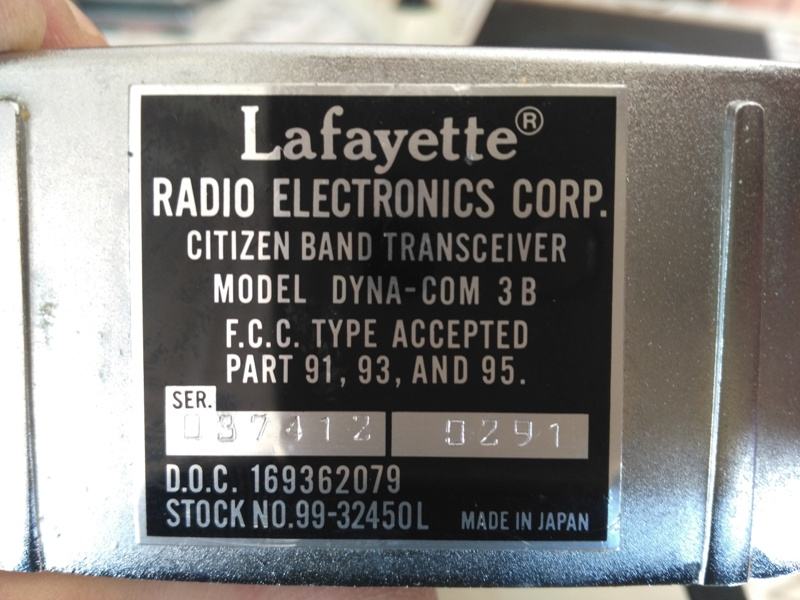 Lafayette®
RADIO ELECTRONICS CORP.
CITIZEN BAND TRANSCEIVER
MODEL DYNA-COM 3B
F.C.C. TYPE ACCEPTED
PART 91, 93, AND 95.
SER.
037412 0291
D.O.C. 169362079
STOCK NO.99-32450L MADE IN JAPAN